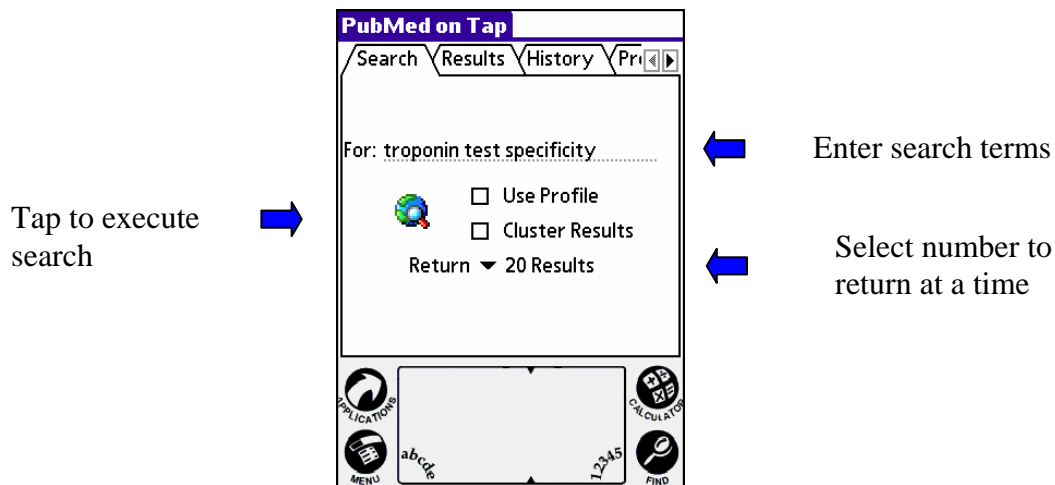 PubMed on Tap
Search Results History Pr
For: troponin test specificity
Enter search terms
Use Profile
Tap to execute
search
Cluster Results
Return 20 Results
Select number to
return at a time
APPLICATIONS
CALCULATOR
MENU
abcde
12345
FIND